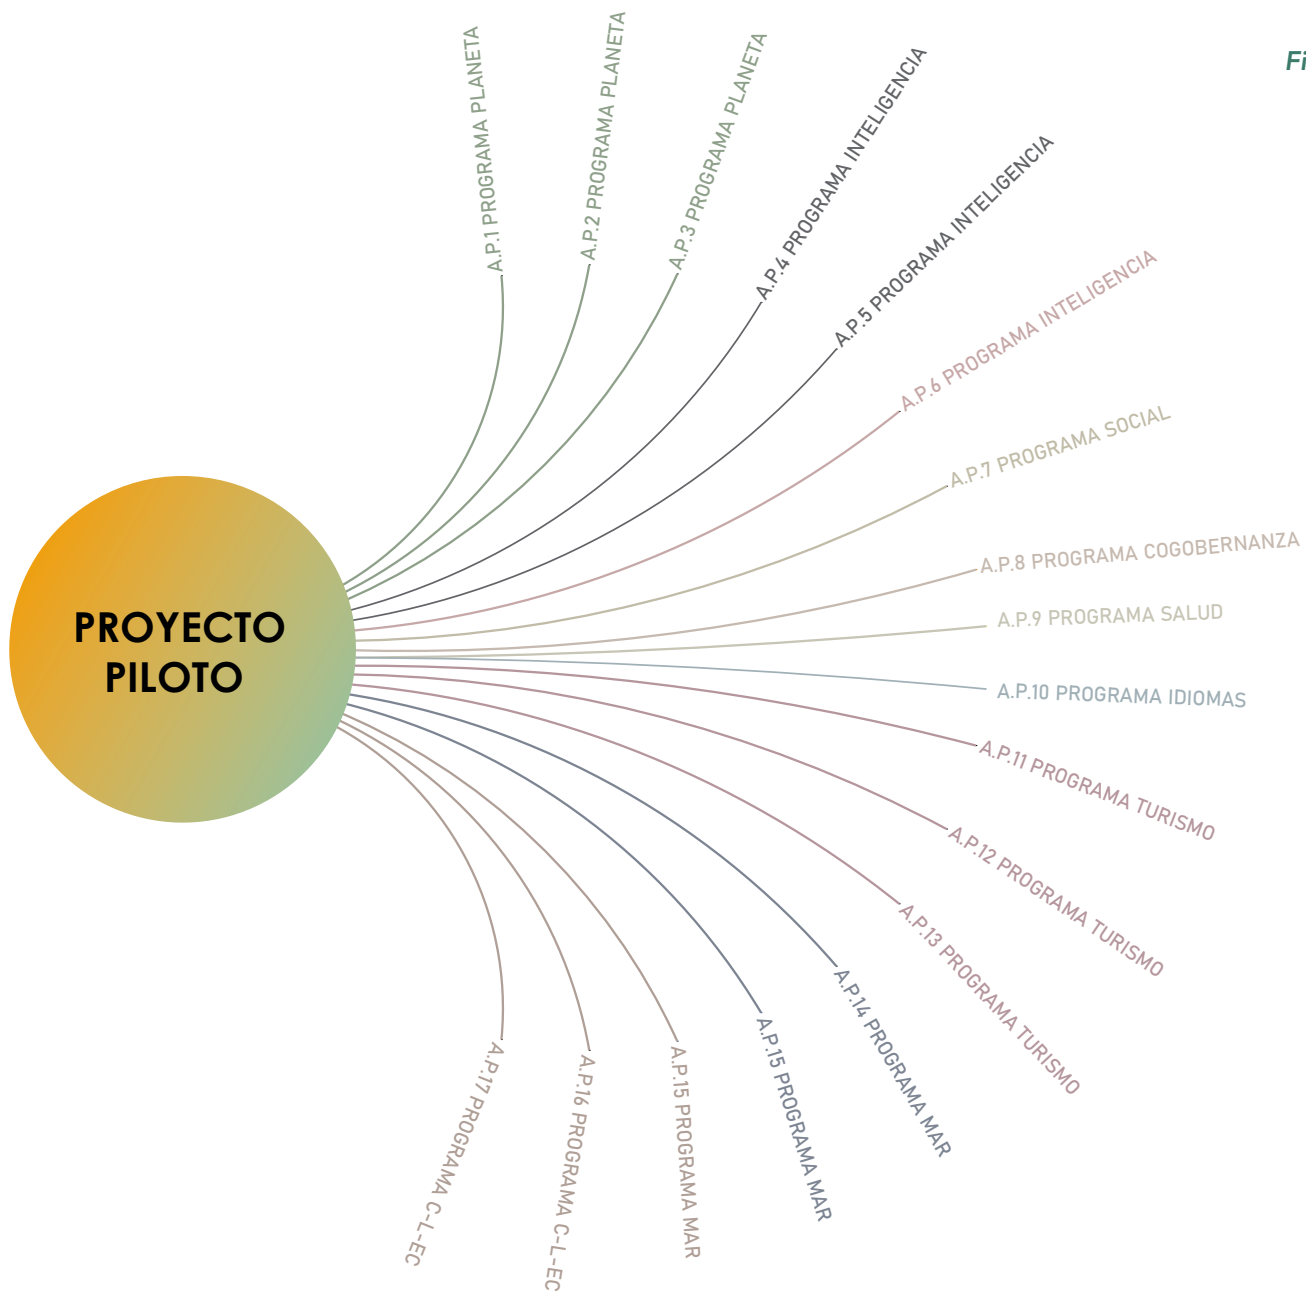 Fi
A.P.1 PROGRAMA PLANETA
A.P.2 PROGRAMA PLANETA
A.P.3 PROGRAMA PLANETA
A.P.4 PROGRAMA INTELIGENCIA
A.P.5 PROGRAMA INTELIGENCIA
A.P.6 PROGRAMA INTELIGENCIA
A.P.7 PROGRAMA SOCIAL
A.P.8 PROGRAMA COGOBERNANZA
A.P.9 PROGRAMA SALUD
PROYECTO
PILOTO
A.P.10 PROGRAMA IDIOMAS
A.P.11 PROGRAMA TURISMO
A.P.12 PROGRAMA TURISMO
A.P.13 PROGRAMA TURISMO
A.P.14 PROGRAMA MAR
A.P.15 PROGRAMA MAR
A.P.15 PROGRAMA MAR
A.P.16 PROGRAMA C-L-EC
A.P.17 PROGRAMA C-L-EC